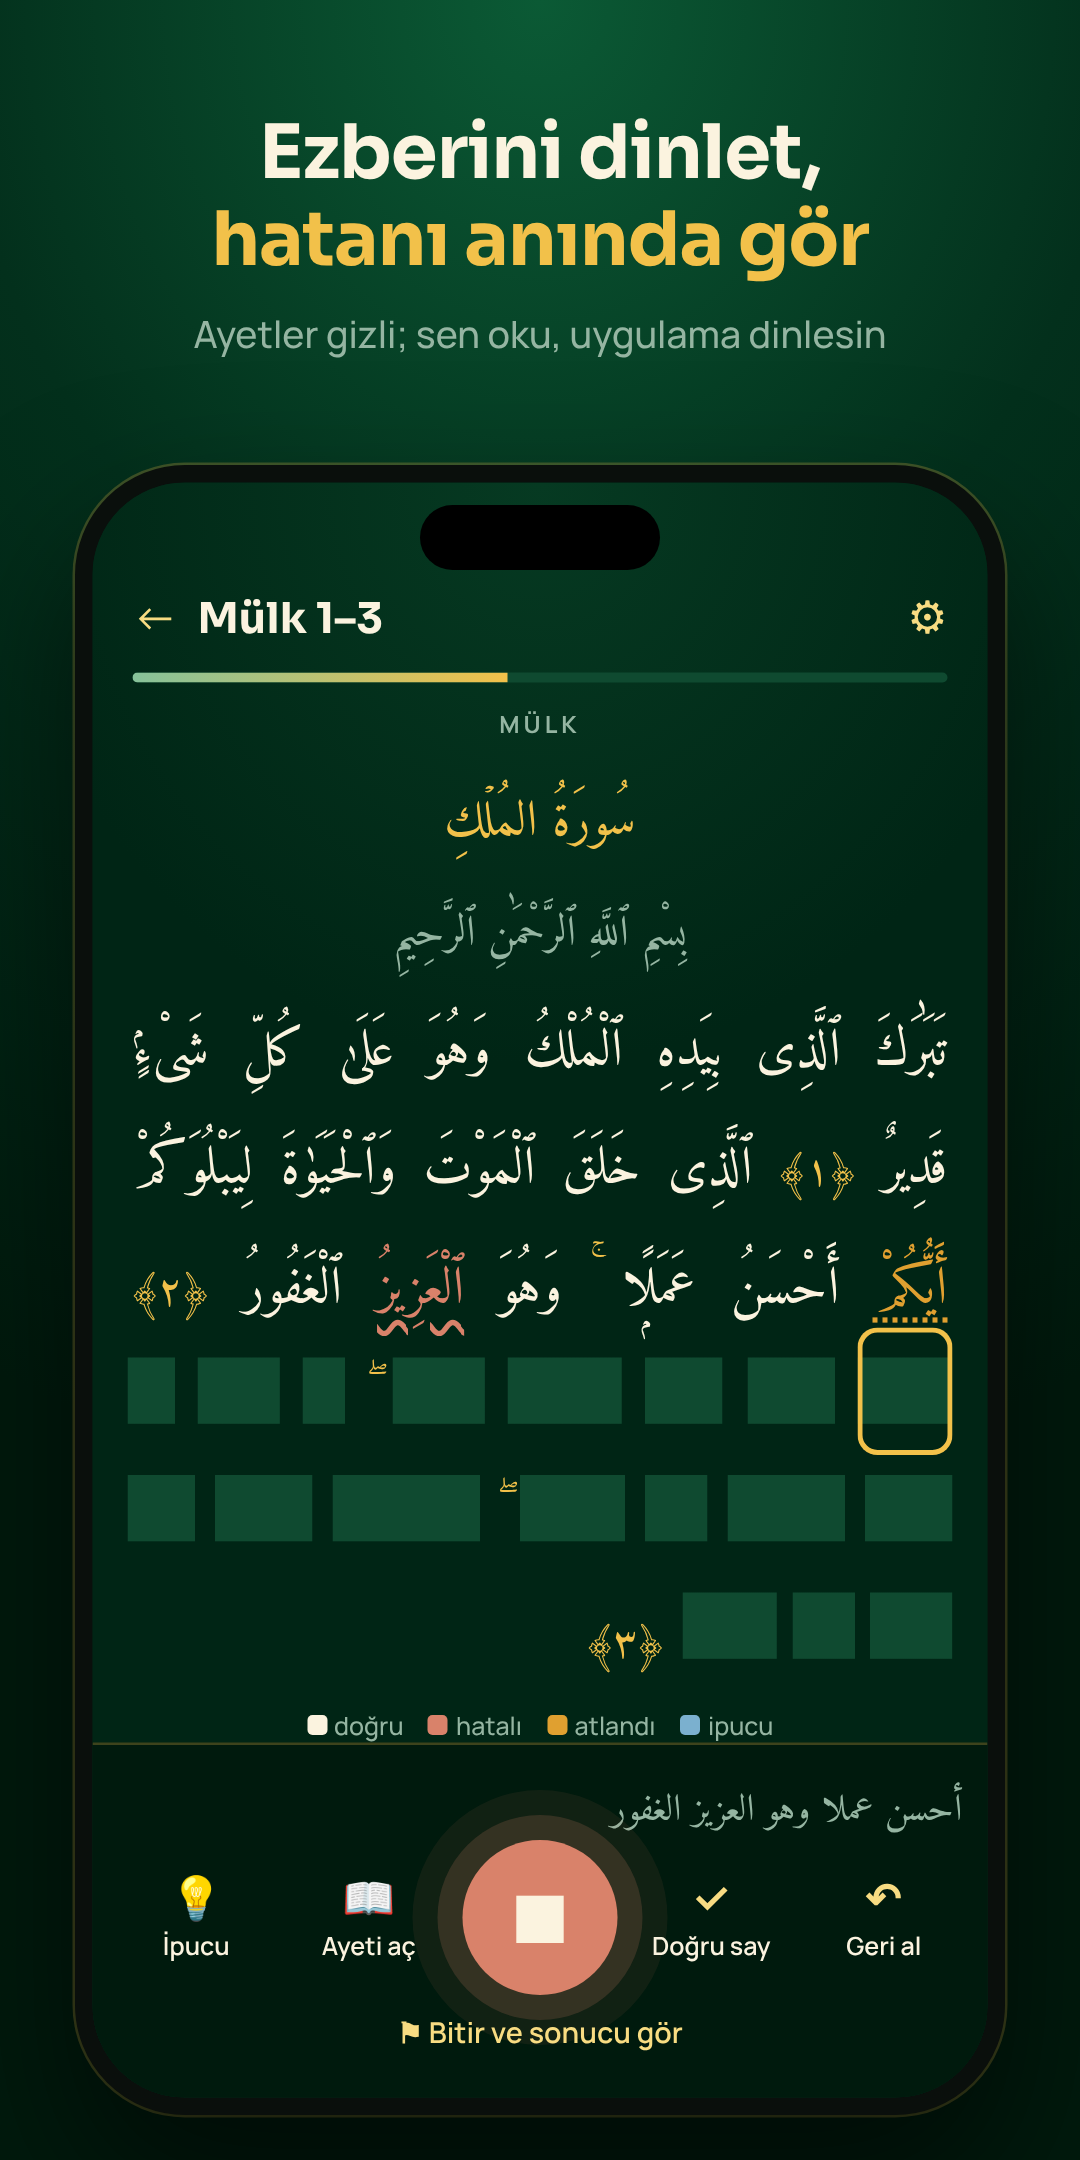 Ezberini dinlet,
hatanı anında gör
Ayetler gizli; sen oku, uygulama dinlesin
← Mülk 1–3 ⚙
MÜLK
سُورَةُ المُلْكِ
بِسْمِ ٱللَّهِ ٱلرَّحْمَٰنِ ٱلرَّحِيمِ
تَبَٰرَكَ ٱلَّذِى بِيَدِهِ ٱلْمُلْكُ وَهُوَ عَلَىٰ كُلِّ شَىْءٍۢ
قَدِيرٌ ﴿١﴾ ٱلَّذِى خَلَقَ ٱلْمَوْتَ وَٱلْحَيَوٰةَ لِيَبْلُوَكُمْ
أَيُّكُمْ أَحْسَنُ عَمَلًۭا ۚ وَهُوَ ٱلْعَزِيزُ ٱلْغَفُورُ ﴿٢﴾
ۖ
ۖ
﴿٣﴾
doğru hatalı atlandı ipucu
أحسن عملا وهو العزيز الغفور
İpucu Ayeti aç Doğru say Geri al
⚑ Bitir ve sonucu gör